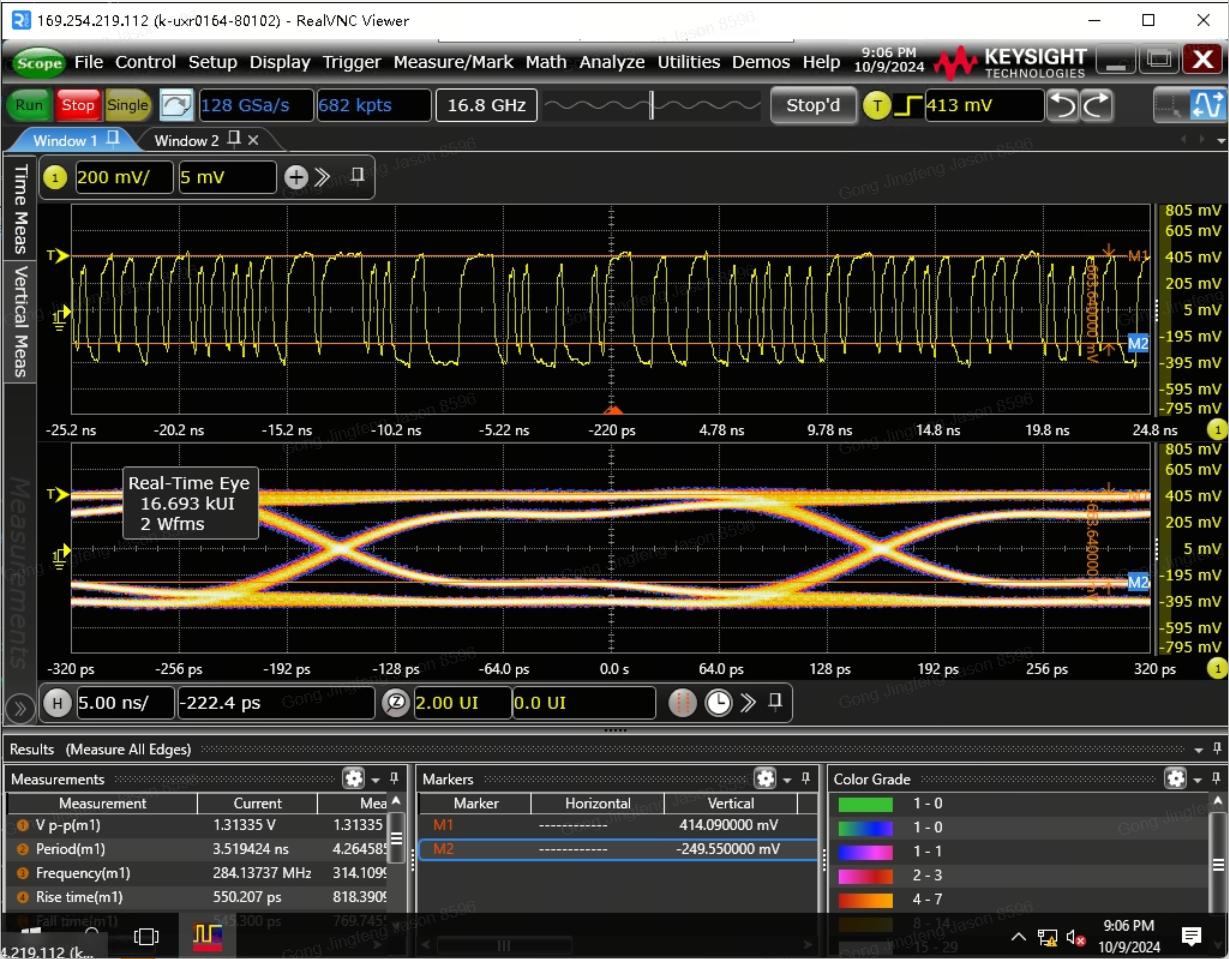 169.254.219.112 (k-uxr0164-80102) - RealVNC Viewer
Scope File Control Setup Display Trigger Measure/Mark Math Analyze Utilities Demos Help 9:06 PM 10/9/2024 KEYSIGHT TECHNOLOGIES X
Run Stop Single 128 GSa/s 682 kpts 16.8 GHz Stop'd T 413 mV
Window 1 Window 2
1 200 mV/ 5 mV
Time Meas
Vertical Meas
Measurements
805 mV
605 mV
405 mV
205 mV
5 mV
-195 mV
-395 mV
-595 mV
-795 mV
T
1
M1
663.640000 mV
M2
-25.2 ns -20.2 ns -15.2 ns -10.2 ns -5.22 ns -220 ps 4.78 ns 9.78 ns 14.8 ns 19.8 ns 24.8 ns 1
805 mV
605 mV
405 mV
205 mV
5 mV
-195 mV
-395 mV
-595 mV
-795 mV
T
1
Real-Time Eye
16.693 kUI
2 Wfms
M1
663.640000 mV
M2
-320 ps -256 ps -192 ps -128 ps -64.0 ps 0.0 s 64.0 ps 128 ps 192 ps 256 ps 320 ps 1
H 5.00 ns/ -222.4 ps Z 2.00 UI 0.0 UI
Results (Measure All Edges)
Measurements
Measurement Current Mea
1 V p-p(m1) 1.31335 V 1.31335
2 Period(m1) 3.519424 ns 4.264585
3 Frequency(m1) 284.13737 MHz 314.1099
4 Rise time(m1) 550.207 ps 818.3909
Fall time(m1) 545.300 ps 769.745
Markers
Marker Horizontal Vertical
M1 ------------ 414.090000 mV
M2 ------------ -249.550000 mV
Color Grade
1 - 0
1 - 0
1 - 1
2 - 3
4 - 7
8 - 14
15 - 29
4.219.112 (k...
9:06 PM
10/9/2024
Gong Jingfeng Jason 8596